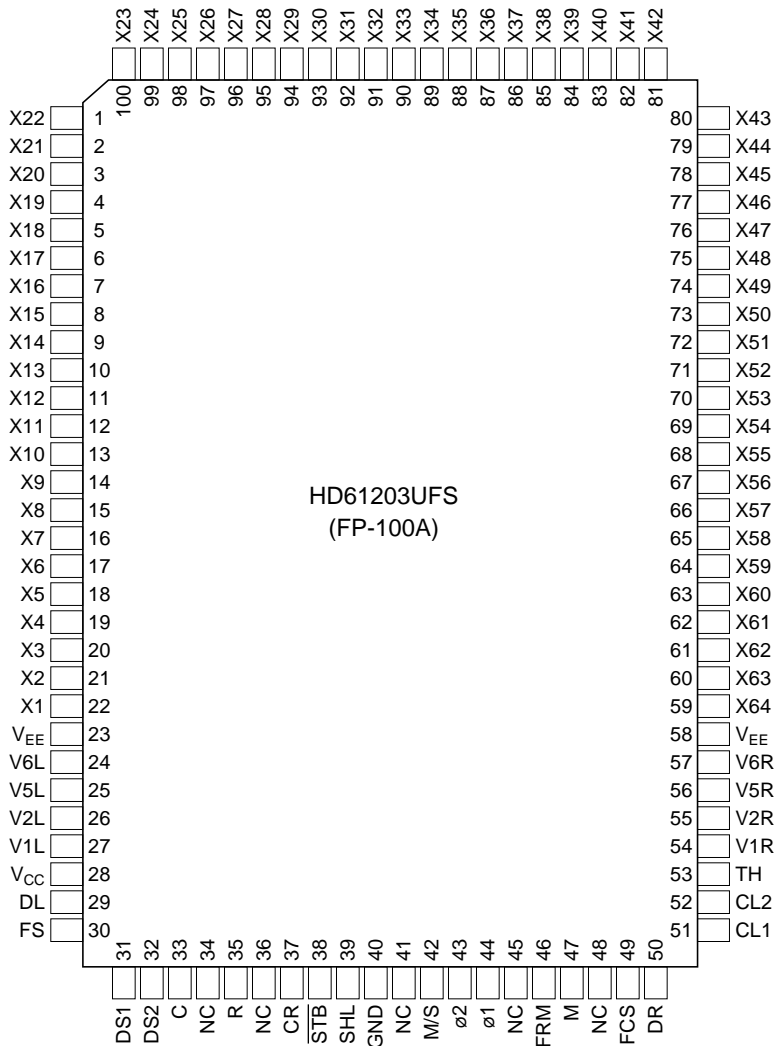 X23 X24 X25 X26 X27 X28 X29 X30 X31 X32 X33 X34 X35 X36 X37 X38 X39 X40 X41 X42
100 99 98 97 96 95 94 93 92 91 90 89 88 87 86 85 84 83 82 81
X22 1 80 X43
X21 2 79 X44
X20 3 78 X45
X19 4 77 X46
X18 5 76 X47
X17 6 75 X48
X16 7 74 X49
X15 8 73 X50
X14 9 72 X51
X13 10 71 X52
X12 11 70 X53
X11 12 69 X54
X10 13 68 X55
X9 14 67 X56
HD61203UFS
X8 15 66 X57
(FP-100A)
X7 16 65 X58
X6 17 64 X59
X5 18 63 X60
X4 19 62 X61
X3 20 61 X62
X2 21 60 X63
X1 22 59 X64
VEE 23 58 VEE
V6L 24 57 V6R
V5L 25 56 V5R
V2L 26 55 V2R
V1L 27 54 V1R
VCC 28 53 TH
DL 29 52 CL2
FS 30 51 CL1
31 32 33 34 35 36 37 38 39 40 41 42 43 44 45 46 47 48 49 50
DS1 DS2 C NC R NC CR STB SHL GND NC M/S ø2 ø1 NC FRM M NC FCS DR